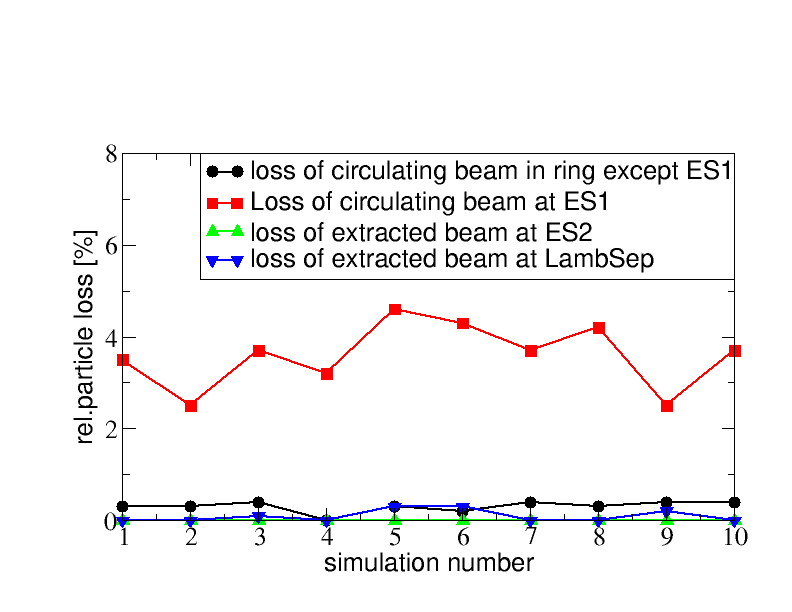 8
loss of circulating beam in ring except ES1
Loss of circulating beam at ES1
loss of extracted beam at ES2
loss of extracted beam at LambSep
6
4
2
0
rel.particle loss [%]
1 2 3 4 5 6 7 8 9 10
simulation number